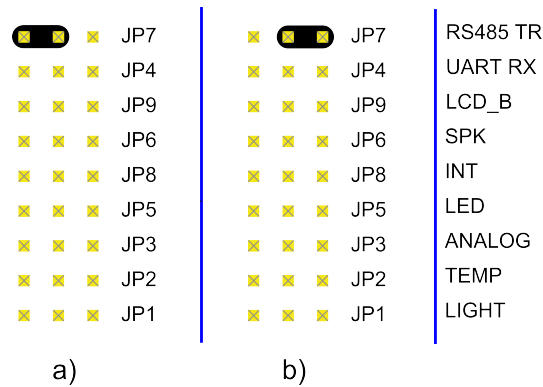 JP7 JP7 RS485 TR
JP4 JP4 UART RX
JP9 JP9 LCD_B
JP6 JP6 SPK
JP8 JP8 INT
JP5 JP5 LED
JP3 JP3 ANALOG
JP2 JP2 TEMP
JP1 JP1 LIGHT
a) b)